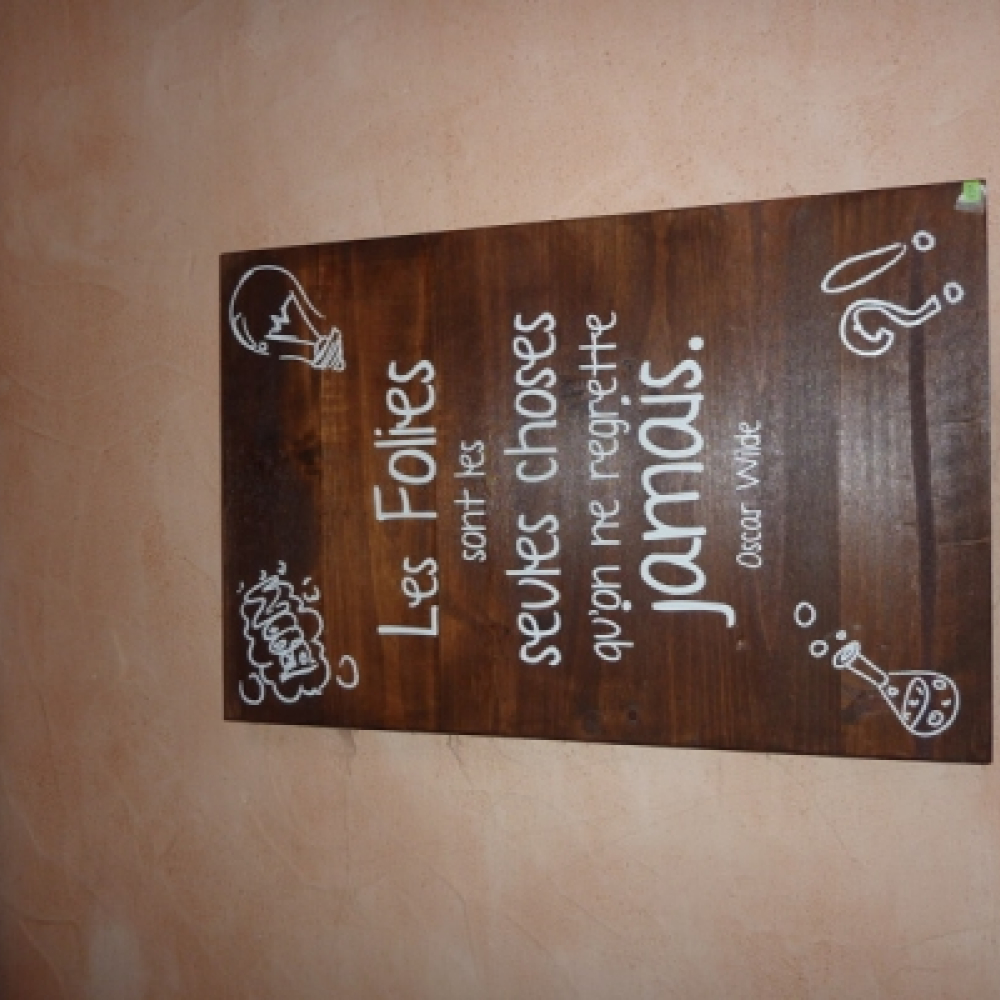 Les Folies
sont les
seules choses
qu'on ne regrette
jamais.
Oscar Wilde
?!